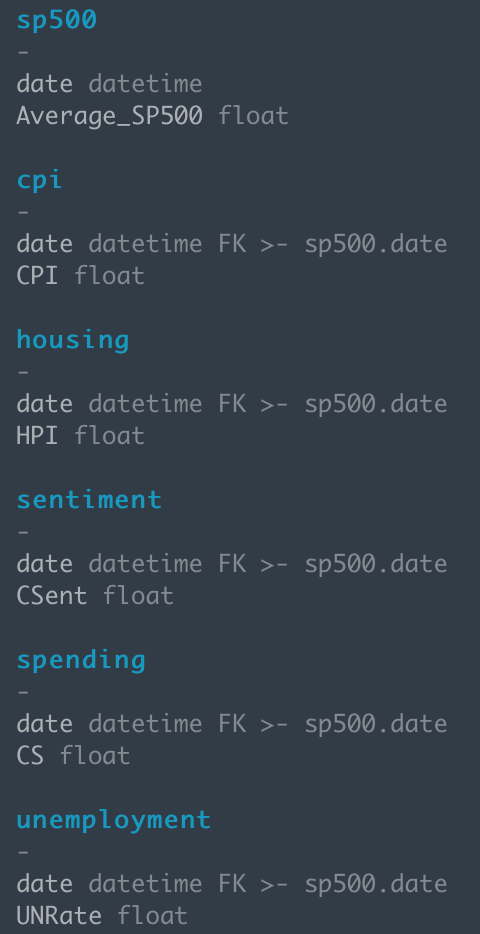 sp500
-
date datetime
Average_SP500 float
cpi
-
date datetime FK >- sp500.date
CPI float
housing
-
date datetime FK >- sp500.date
HPI float
sentiment
-
date datetime FK >- sp500.date
CSent float
spending
-
date datetime FK >- sp500.date
CS float
unemployment
-
date datetime FK >- sp500.date
UNRate float